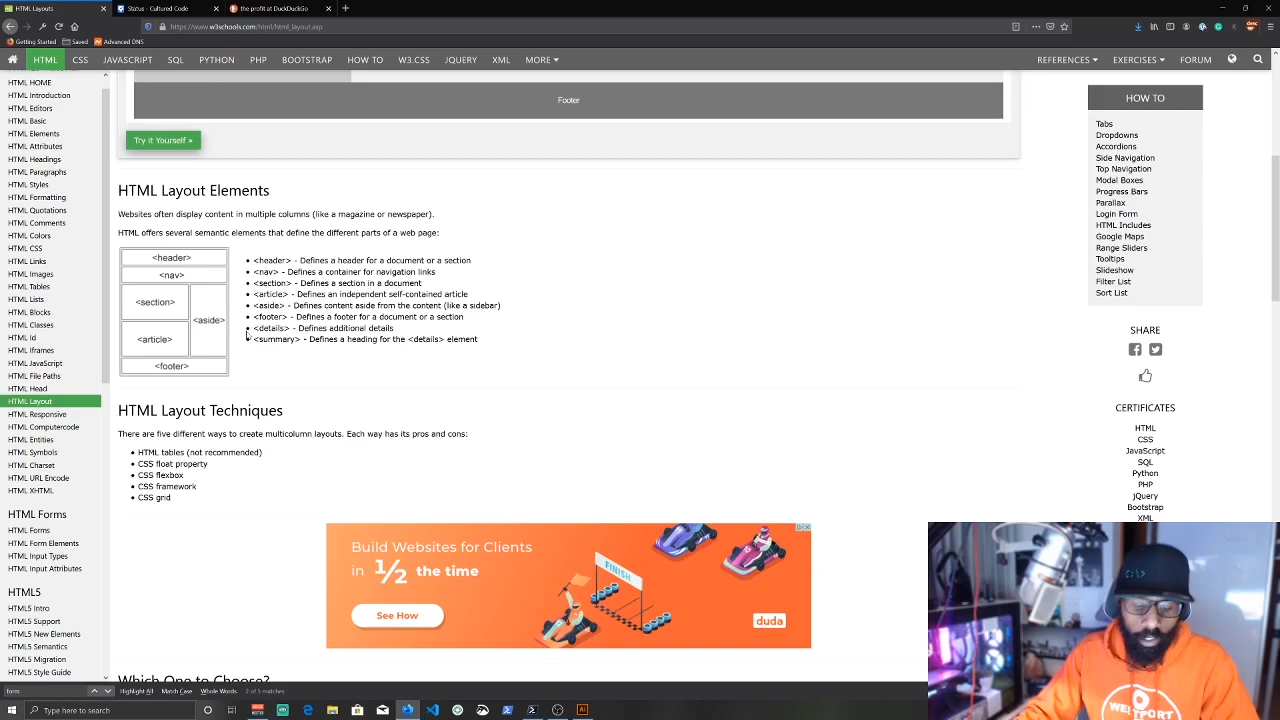 HTML Layouts
Status - Cultured Code
the profit at DuckDuckGo
https://www.w3schools.com/html/html_layout.asp
Getting Started
Saved
Advanced DNS
HTML
CSS
JAVASCRIPT
SQL
PYTHON
PHP
BOOTSTRAP
HOW TO
W3.CSS
JQUERY
XML
MORE
REFERENCES
EXERCISES
FORUM
HTML HOME
HTML Introduction
HTML Editors
HTML Basic
HTML Elements
HTML Attributes
HTML Headings
HTML Paragraphs
HTML Styles
HTML Formatting
HTML Quotations
HTML Comments
HTML Colors
HTML CSS
HTML Links
HTML Images
HTML Tables
HTML Lists
HTML Blocks
HTML Classes
HTML Id
HTML Iframes
HTML JavaScript
HTML File Paths
HTML Head
HTML Layout
HTML Responsive
HTML Computercode
HTML Entities
HTML Symbols
HTML Charset
HTML URL Encode
HTML XHTML
HTML Forms
HTML Forms
HTML Form Elements
HTML Input Types
HTML Input Attributes
HTML5
HTML5 Intro
HTML5 Support
HTML5 New Elements
HTML5 Semantics
HTML5 Migration
HTML5 Style Guide
Footer
Try it Yourself »
HTML Layout Elements
Websites often display content in multiple columns (like a magazine or newspaper).
HTML offers several semantic elements that define the different parts of a web page:
<header>
<nav>
<section>
<aside>
<article>
<footer>
• <header> - Defines a header for a document or a section
• <nav> - Defines a container for navigation links
• <section> - Defines a section in a document
• <article> - Defines an independent self-contained article
• <aside> - Defines content aside from the content (like a sidebar)
• <footer> - Defines a footer for a document or a section
• <details> - Defines additional details
• <summary> - Defines a heading for the <details> element
HTML Layout Techniques
There are five different ways to create multicolumn layouts. Each way has its pros and cons:
• HTML tables (not recommended)
• CSS float property
• CSS flexbox
• CSS framework
• CSS grid
Build Websites for Clients
in 1/2 the time
See How
FINISH
duda
Which One to Choose?
HOW TO
Tabs
Dropdowns
Accordions
Side Navigation
Top Navigation
Modal Boxes
Progress Bars
Parallax
Login Form
HTML Includes
Google Maps
Range Sliders
Tooltips
Slideshow
Filter List
Sort List
SHARE
CERTIFICATES
HTML
CSS
JavaScript
SQL
Python
PHP
jQuery
Bootstrap
XML
form
Highlight All
Match Case
Whole Words
2 of 5 matches
Type here to search